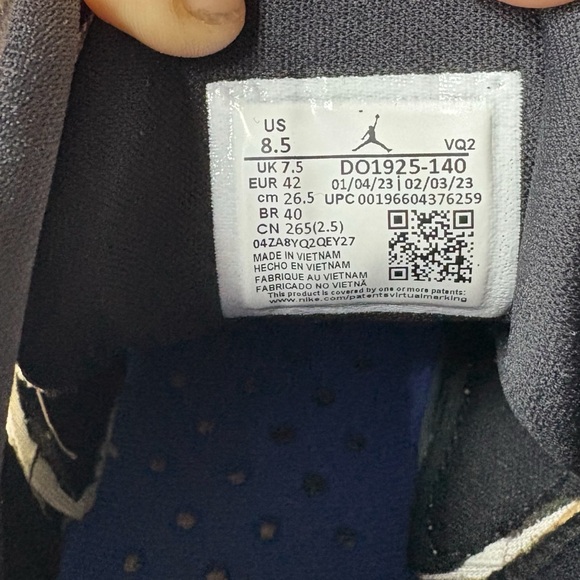 US
8.5 VQ2
UK 7.5 DO1925-140
EUR 42 01/04/23 | 02/03/23
cm 26.5 UPC 00196604376259
BR 40
CN 265(2.5)
04ZA8YQ2QEY27
MADE IN VIETNAM
HECHO EN VIETNAM
FABRIQUE AU VIETNAM
FABRICADO NO VIETNÃ
This product is covered by one or more patents:
www.nike.com/patentsvirtualmarking